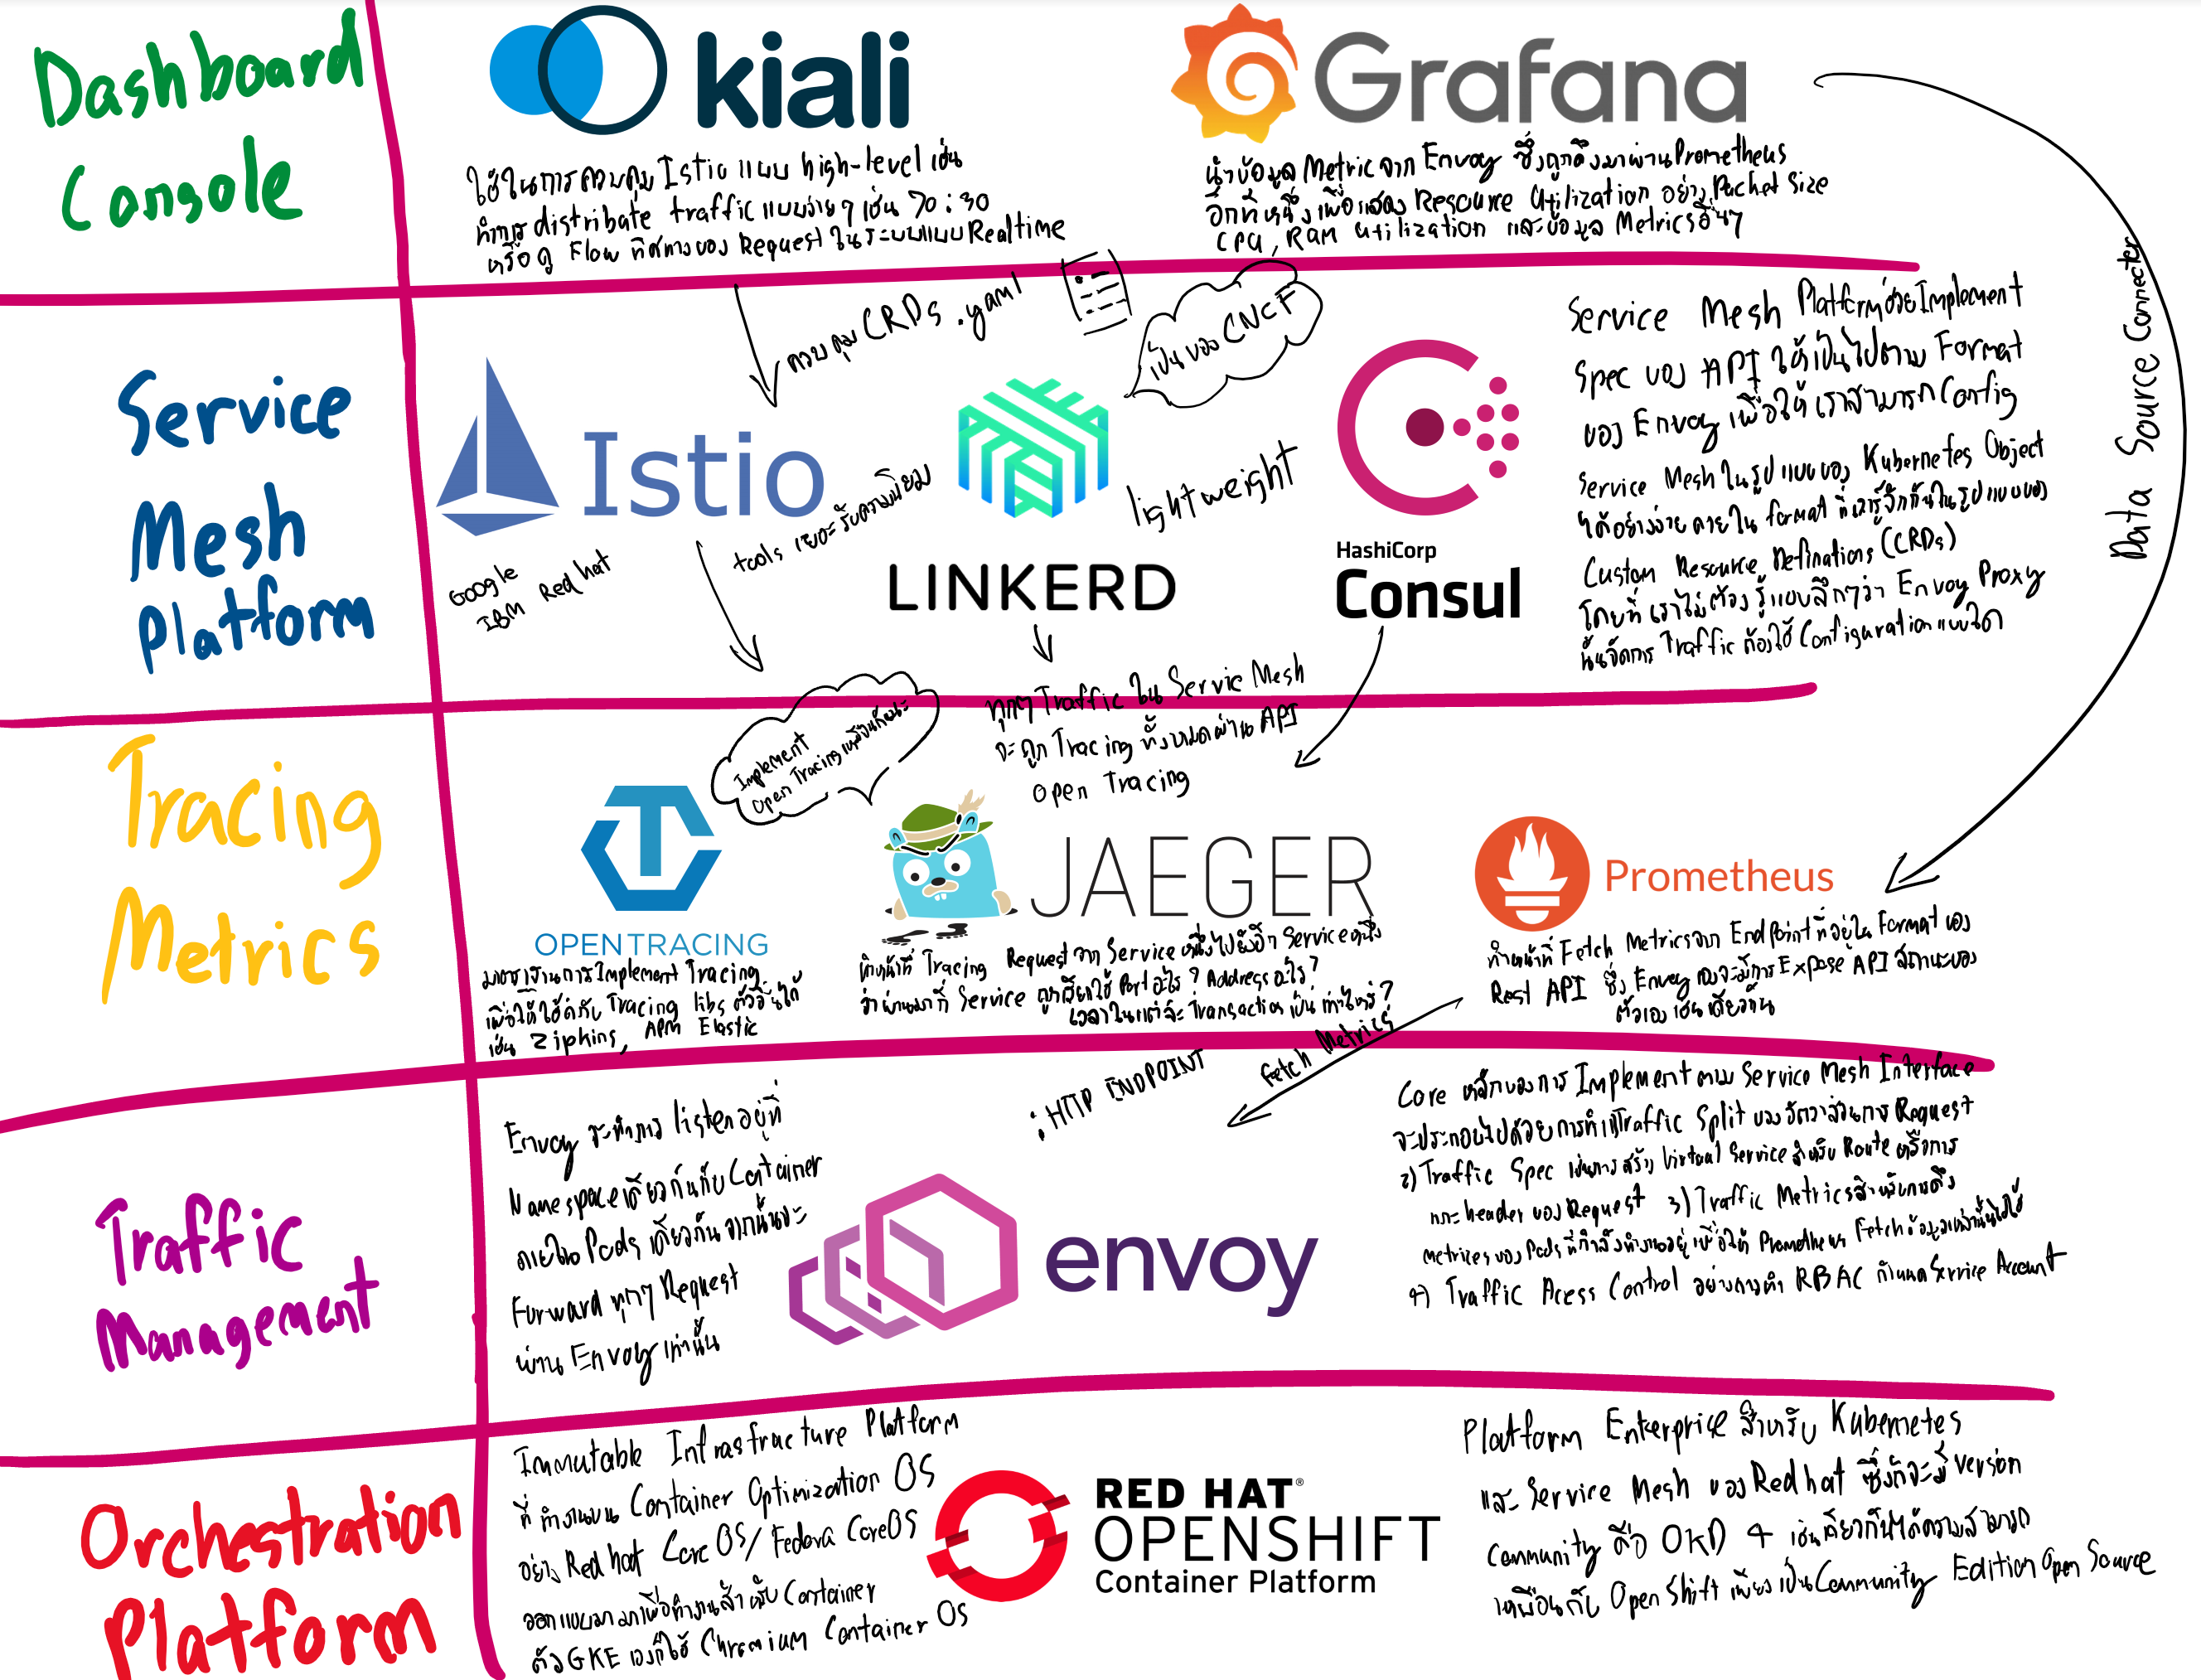 Dashboard
Console
kiali
ใช้ในการควบคุม Istio แบบ high-level เช่น
ทำการ distribute traffic แบบง่ายๆ เช่น 70:30
หรือดู Flow ทิศทางของ Request ในระบบแบบ Realtime
Grafana
นำข้อมูล Metric จาก Envoy ซึ่งถูกดึงมาผ่าน Prometheus
อีกทีหนึ่งเพื่อแสดง Resource Utilization อย่าง Packet Size
CPU, RAM utilization และข้อมูล Metrics อื่นๆ
Data Source Connecter
Service
Mesh
Platform
ควบคุม CRDs .yaml
เป็นของ CNCF
Istio
Google
IBM Red hat
tools เยอะ รับความนิยม
LINKERD
lightweight
HashiCorp
Consul
Service Mesh Platform ช่วย Implement
Spec ของ API ให้เป็นไปตาม Format
ของ Envoy เพื่อให้เราสามารถ Config
Service Mesh ในรูปแบบของ Kubernetes Object
ได้อย่างง่ายดายใน format ที่เรารู้จักกันในรูปแบบของ
Custom Resource Definations (CRDs)
โดยที่เราไม่ต้องรู้แบบลึกๆว่า Envoy Proxy
นั้นจัดการ Traffic ต้องใช้ Configuration แบบใด
Tracing
Metrics
Implement
Open Tracing เหมือนกันนะ
ทุกๆ Traffic ใน Servic Mesh
จะถูก Tracing ทั้งหมดผ่าน API
Open Tracing
OPENTRACING
มาตรฐานการ Implement Tracing
เพื่อให้ใช้กับ Tracing libs ตัวอื่นได้
เช่น Zipkins, APM Elastic
JAEGER
ทำหน้าที่ Tracing Request จาก Service หนึ่งไปยังอีก Service หนึ่ง
ว่าผ่านมาที่ Service ถูกเรียกใช้ Port อะไร? Address อะไร?
เวลาในแต่ละ Transaction เป็นเท่าไหร่?
Prometheus
ทำหน้าที่ Fetch Metrics จาก Endpoint ที่อยู่ใน Format ของ
Rest API ซึ่ง Envoy เองจะมีการ Expose API สถานะของ
ตัวเองเช่นเดียวกัน
Traffic
Management
: HTTP ENDPOINT
Fetch Metrics
Envoy จะทำการ listen อยู่ที่
Namespace เดียวกันกับ Container
ภายใน Pods เดียวกัน จากนั้นจะ
Forward ทุกๆ Request
ผ่าน Envoy เท่านั้น
envoy
Core หลักของการ Implement ตาม Service Mesh Interface
จะประกอบไปด้วยการทำ 1) Traffic Split ของอัตราส่วนการ Request
2) Traffic Spec เช่นการสร้าง Virtual Service สำหรับ Route หรือการ
header ของ Request 3) Traffic Metrics สำหรับการดึง
metrices ของ Pods ที่กำลังทำงานอยู่ เพื่อให้ Prometheus Fetch ข้อมูลเหล่านั้นไปใช้
4) Traffic Acess Control อย่างการทำ RBAC กำหนด Service Account
Orchestration
Platform
Immutable Infrastracture Platform
ที่ทำงานบน Container Optimization OS
อย่าง Red hat Core OS/Fedora CoreOS
ออกแบบมาเพื่อทำงานสำหรับ Container
ตัว GKE เองก็ใช้ Chromium Container OS
RED HAT®
OPENSHIFT
Container Platform
Platform Enterprise สำหรับ Kubernetes
และ Service Mesh ของ Red hat ซึ่งก็จะมี version
Community คือ OKD 4 เช่นเดียวกันได้ความสามารถ
เหมือนกับ OpenShift เพียงเป็น Community Edition Open Source